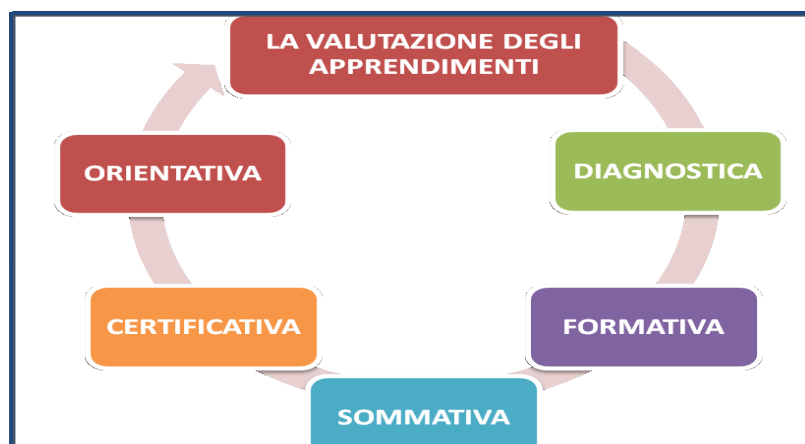 LA VALUTAZIONE DEGLI
APPRENDIMENTI
DIAGNOSTICA
FORMATIVA
SOMMATIVA
CERTIFICATIVA
ORIENTATIVA